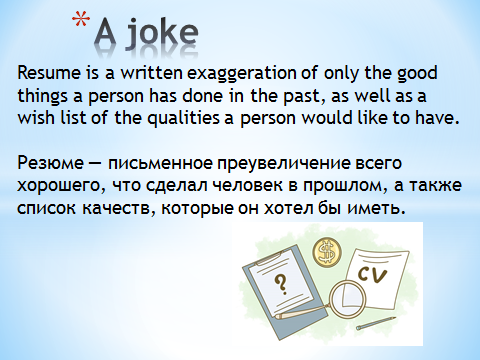 * A joke
Resume is a written exaggeration of only the good
things a person has done in the past, as well as a
wish list of the qualities a person would like to have.
Резюме — письменное преувеличение всего
хорошего, что сделал человек в прошлом, а также
список качеств, которые он хотел бы иметь.
$
?
CV